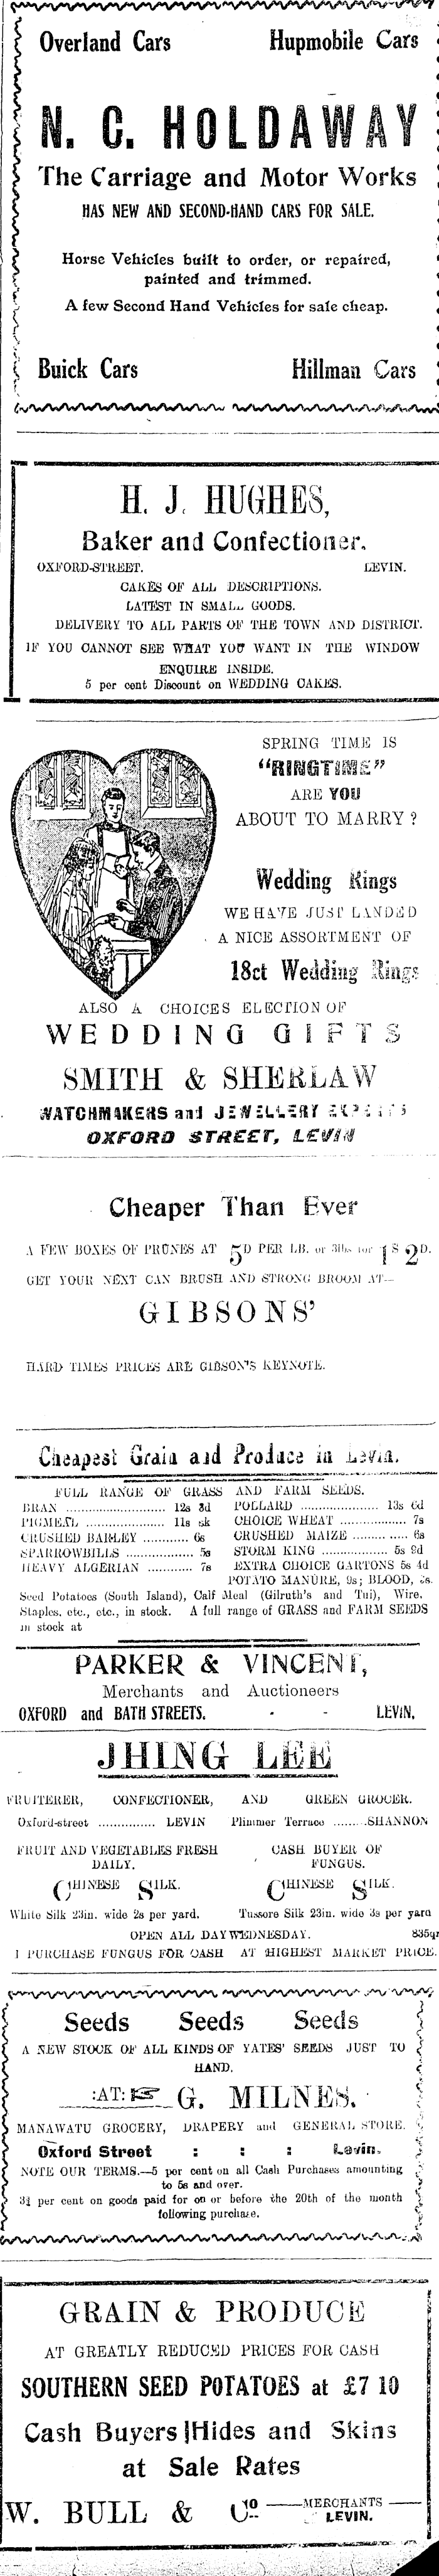 Overland Cars Hupmobile Cars
N. C. HOLDAWAY
The Carriage and Motor Works
HAS NEW AND SECOND-HAND CARS FOR SALE.
Horse Vehicles built to order, or repaired,
painted and trimmed.
A few Second Hand Vehicles for sale cheap.
Buick Cars Hillman Cars
H. J. HUGHES,
Baker and Confectioner.
OXFORD-STREET. LEVIN.
CAKES OF ALL DESCRIPTIONS.
LATEST IN SMALL GOODS.
DELIVERY TO ALL PARTS OF THE TOWN AND DISTRICT.
IF YOU CANNOT SEE WHAT YOU WANT IN THE WINDOW
ENQUIRE INSIDE.
5 per cent Discount on WEDDING CAKES.
SPRING TIME IS
"RINGTIME"
ARE YOU
ABOUT TO MARRY?
Wedding Rings
WE HAVE JUST LANDED
A NICE ASSORTMENT OF
18ct Wedding Rings
ALSO A CHOICES ELECTION OF
WEDDING GIFTS
SMITH & SHERLAW
WATCHMAKERS and JEWELLERY EXPERTS
OXFORD STREET, LEVIN
Cheaper Than Ever
A FEW BOXES OF PRUNES AT 5D PER LB. or 3lbs for 1S 2D.
GET YOUR NEXT CAN BRUSH AND STRONG BROOM AT—
GIBSONS'
HARD TIMES PRICES ARE GIBSON'S KEYNOTE.
Cheapest Grain and Produce in Levin.
FULL RANGE OF GRASS AND FARM SEEDS.
BRAN ............ 12s 3d POLLARD ............ 13s 6d
PIGMEAL ............ 11s 5k CHOICE WHEAT ............ 7s
CRUSHED BARLEY ............ 6s CRUSHED MAIZE ............ 6s
SPARROWBILLS ............ 5s STORM KING ............ 5s 9d
HEAVY ALGERIAN ............ 7s EXTRA CHOICE GARTONS 5s 4d
POTATO MANURE, 9s; BLOOD,
Seed Potatoes (South Island), Calf Meal (Gilruth's and Tui), Wire,
Staples, etc., etc., in stock. A full range of GRASS and FARM SEEDS
in stock at
PARKER & VINCENT,
Merchants and Auctioneers
OXFORD and BATH STREETS. - - LEVIN.
JHING LEE
FRUITERER, CONFECTIONER, AND GREEN GROCER.
Oxford-street ............ LEVIN Plimmer Terrace ........SHANNON
FRUIT AND VEGETABLES FRESH DAILY. CASH BUYER OF FUNGUS.
CHINESE SILK. CHINESE SILK.
White Silk 23in. wide 2s per yard. Tussore Silk 23in. wide 3s per yard
OPEN ALL DAY WEDNESDAY. 835q
I PURCHASE FUNGUS FOR CASH AT HIGHEST MARKET PRICE.
Seeds Seeds Seeds
A NEW STOCK OF ALL KINDS OF YATES' SEEDS JUST TO
HAND.
:AT: G. MILNES.
MANAWATU GROCERY, DRAPERY and GENERAL STORE.
Oxford Street : : : Levin.
NOTE OUR TERMS.—5 per cent on all Cash Purchases amounting
to 5s and over.
3¾ per cent on goods paid for on or before the 20th of the month
following purchase.
GRAIN & PRODUCE
AT GREATLY REDUCED PRICES FOR CASH
SOUTHERN SEED POTATOES at £7 10
Cash Buyers Hides and Skins
at Sale Rates
W. BULL & Co MERCHANTS LEVIN.